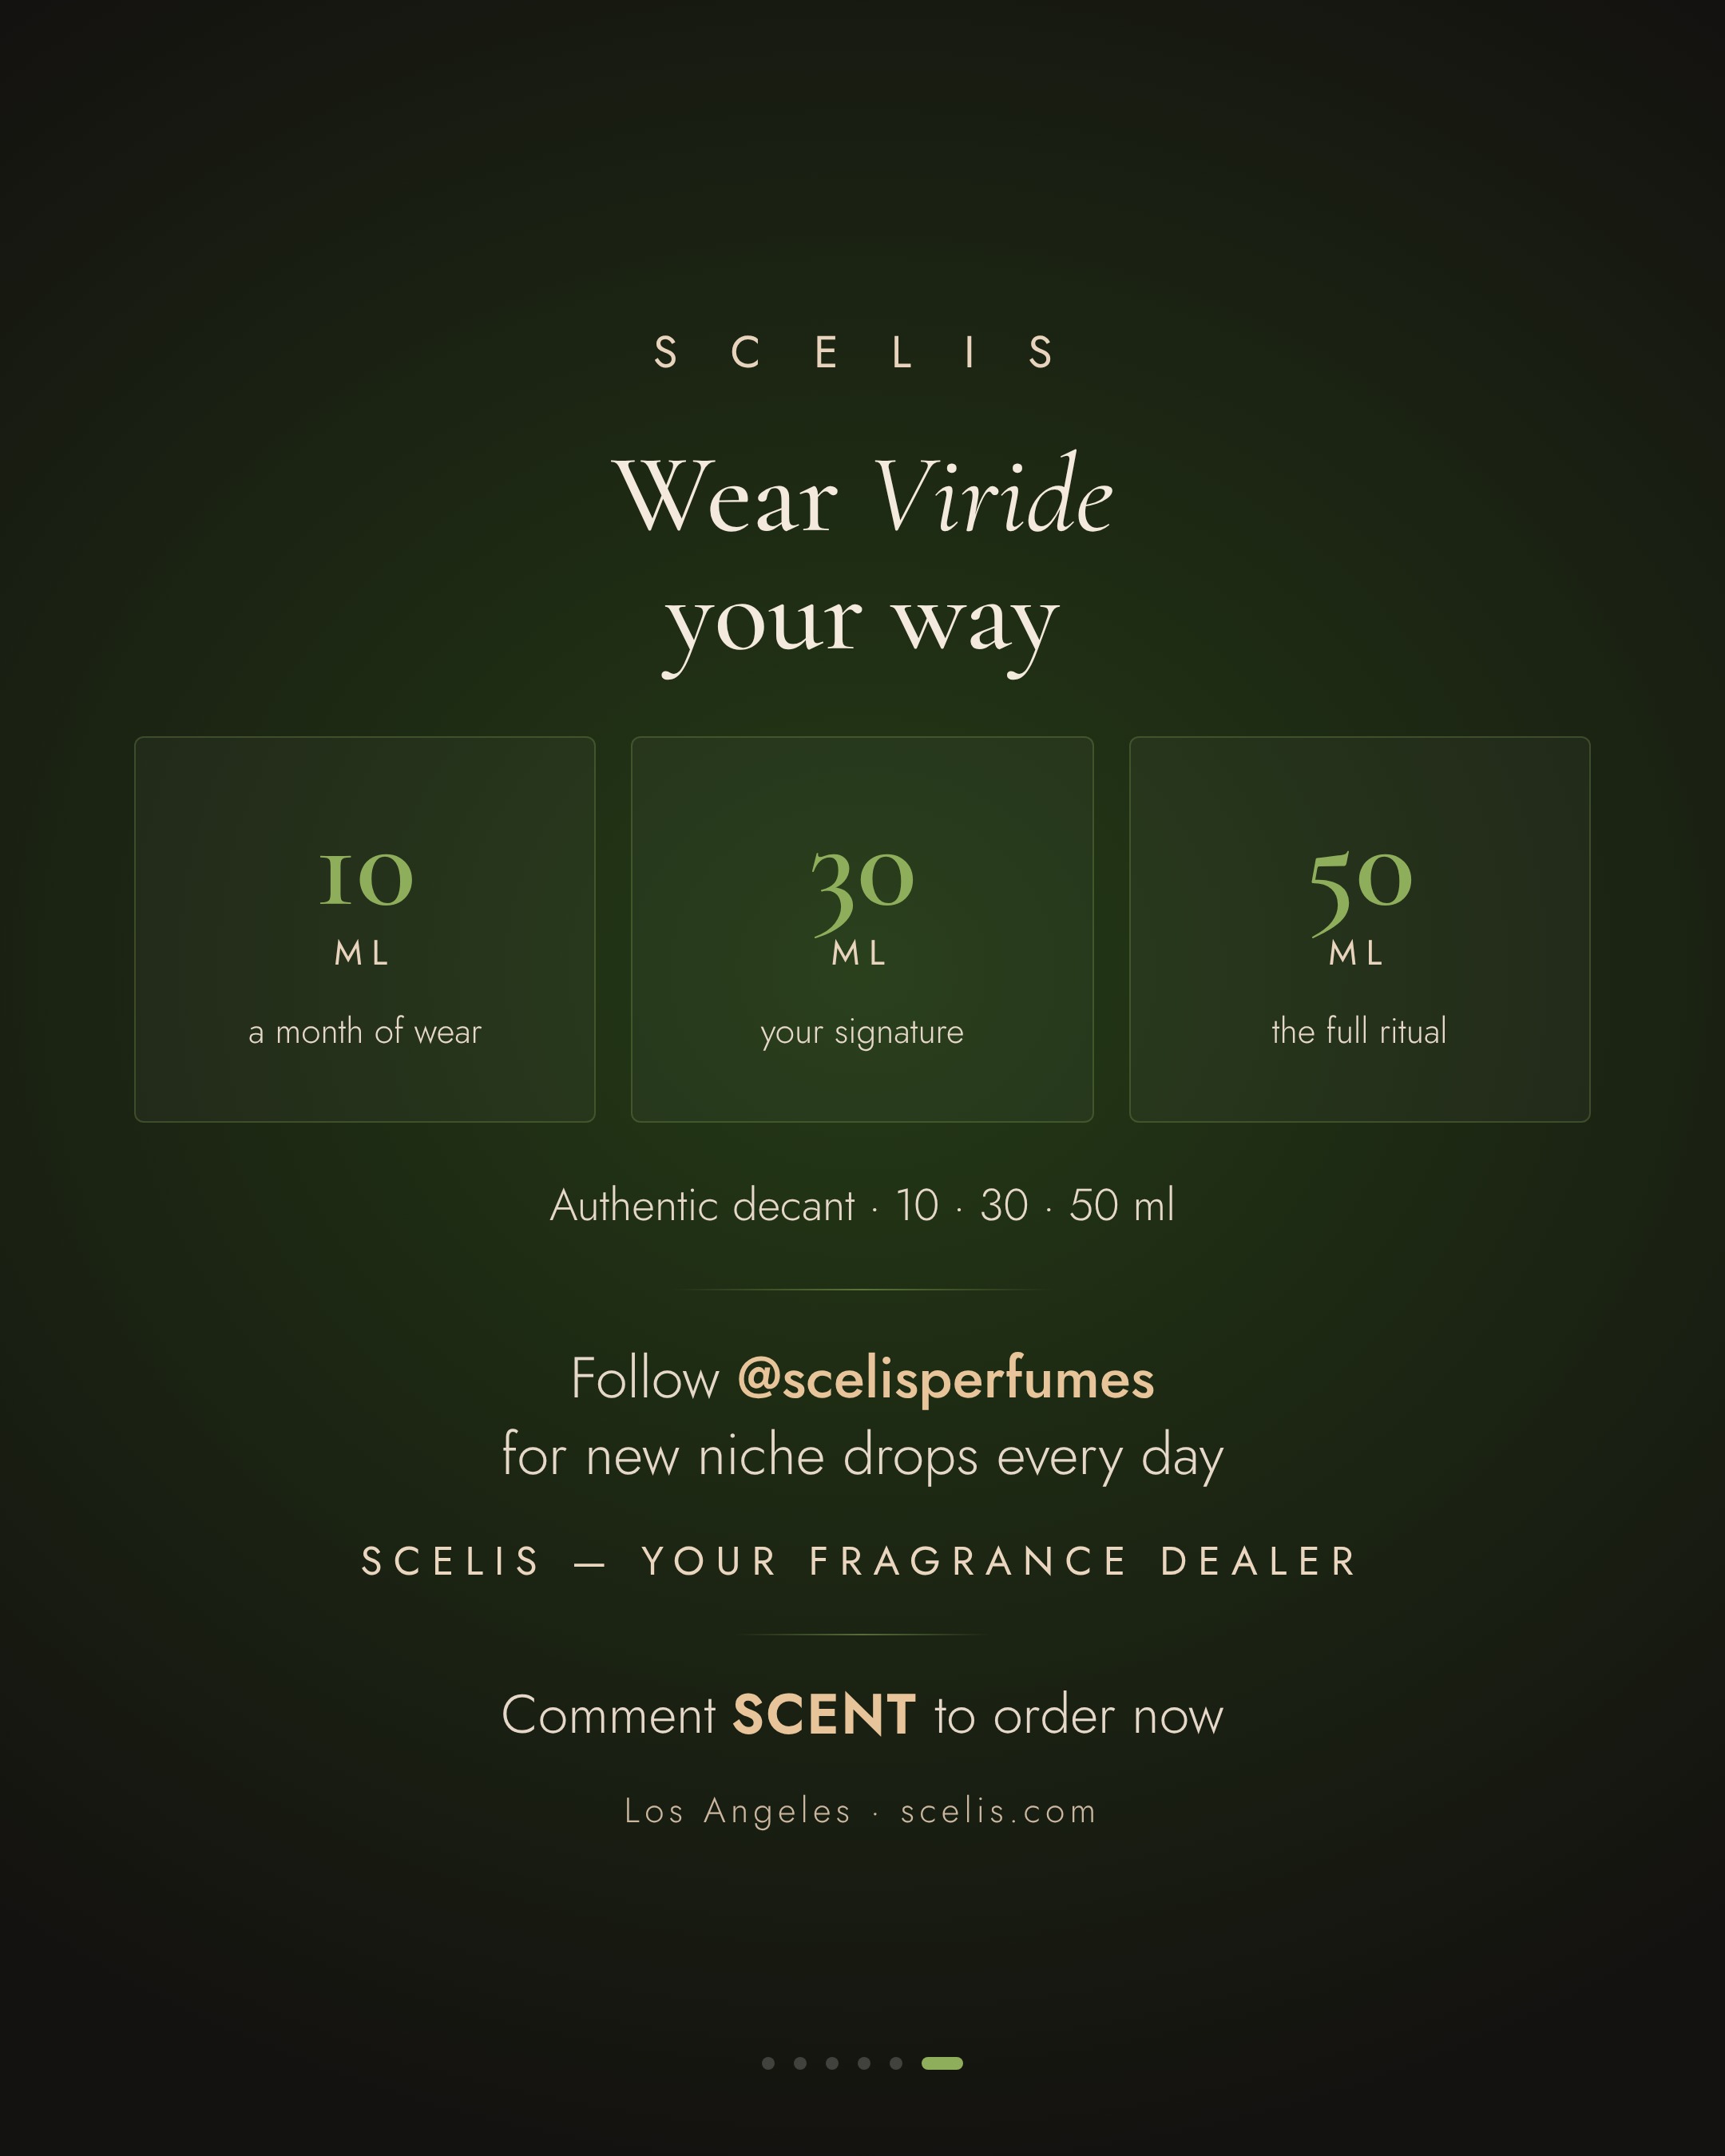 SCELIS
Wear Viride
your way
10
ML
a month of wear
30
ML
your signature
50
ML
the full ritual
Authentic decant · 10 · 30 · 50 ml
Follow @scelisperfumes
for new niche drops every day
SCELIS — YOUR FRAGRANCE DEALER
Comment SCENT to order now
Los Angeles · scelis.com